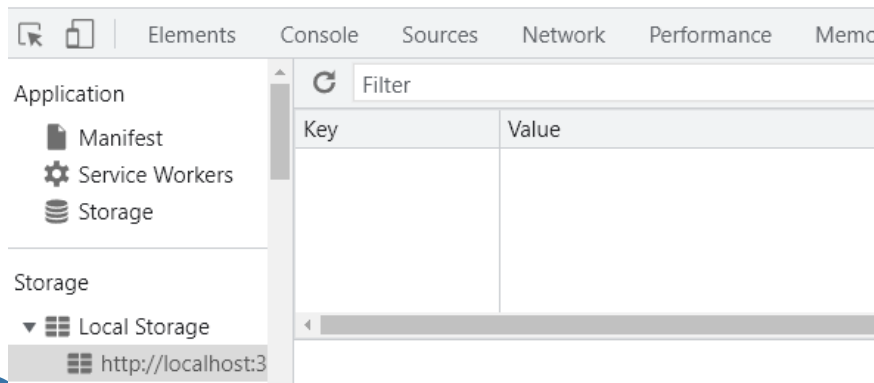 Elements Console Sources Network Performance Memo
Application
Filter
Manifest
Key Value
Service Workers
Storage
Storage
Local Storage
http://localhost:3